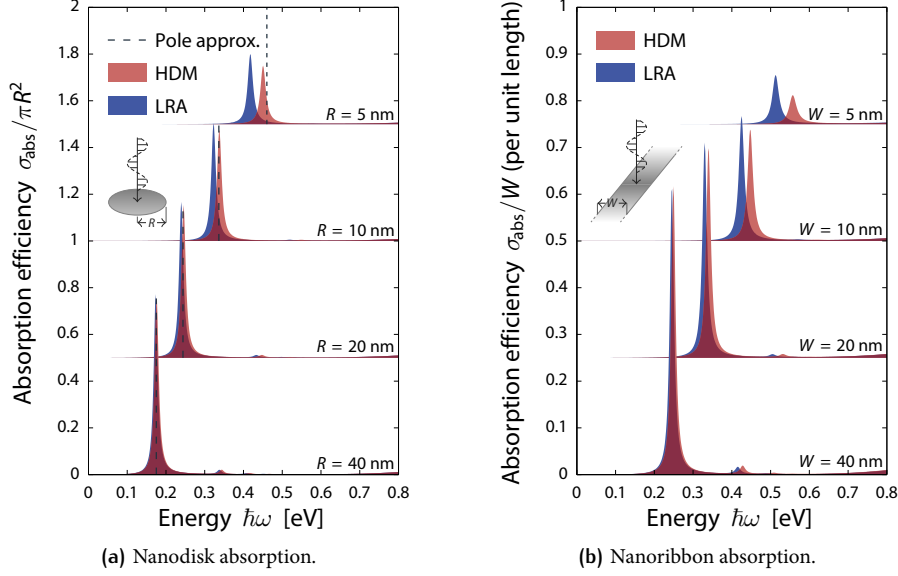 Absorption efficiency σ_abs/πR²
2
1.8
1.6
1.4
1.2
1
0.8
0.6
0.4
0.2
0
Pole approx.
HDM
LRA
R
R = 5 nm
R = 10 nm
R = 20 nm
R = 40 nm
0 0.1 0.2 0.3 0.4 0.5 0.6 0.7 0.8
Energy ħω [eV]
(a) Nanodisk absorption.
Absorption efficiency σ_abs/W (per unit length)
1
0.9
0.8
0.7
0.6
0.5
0.4
0.3
0.2
0.1
0
HDM
LRA
W
W = 5 nm
W = 10 nm
W = 20 nm
W = 40 nm
0 0.1 0.2 0.3 0.4 0.5 0.6 0.7 0.8
Energy ħω [eV]
(b) Nanoribbon absorption.